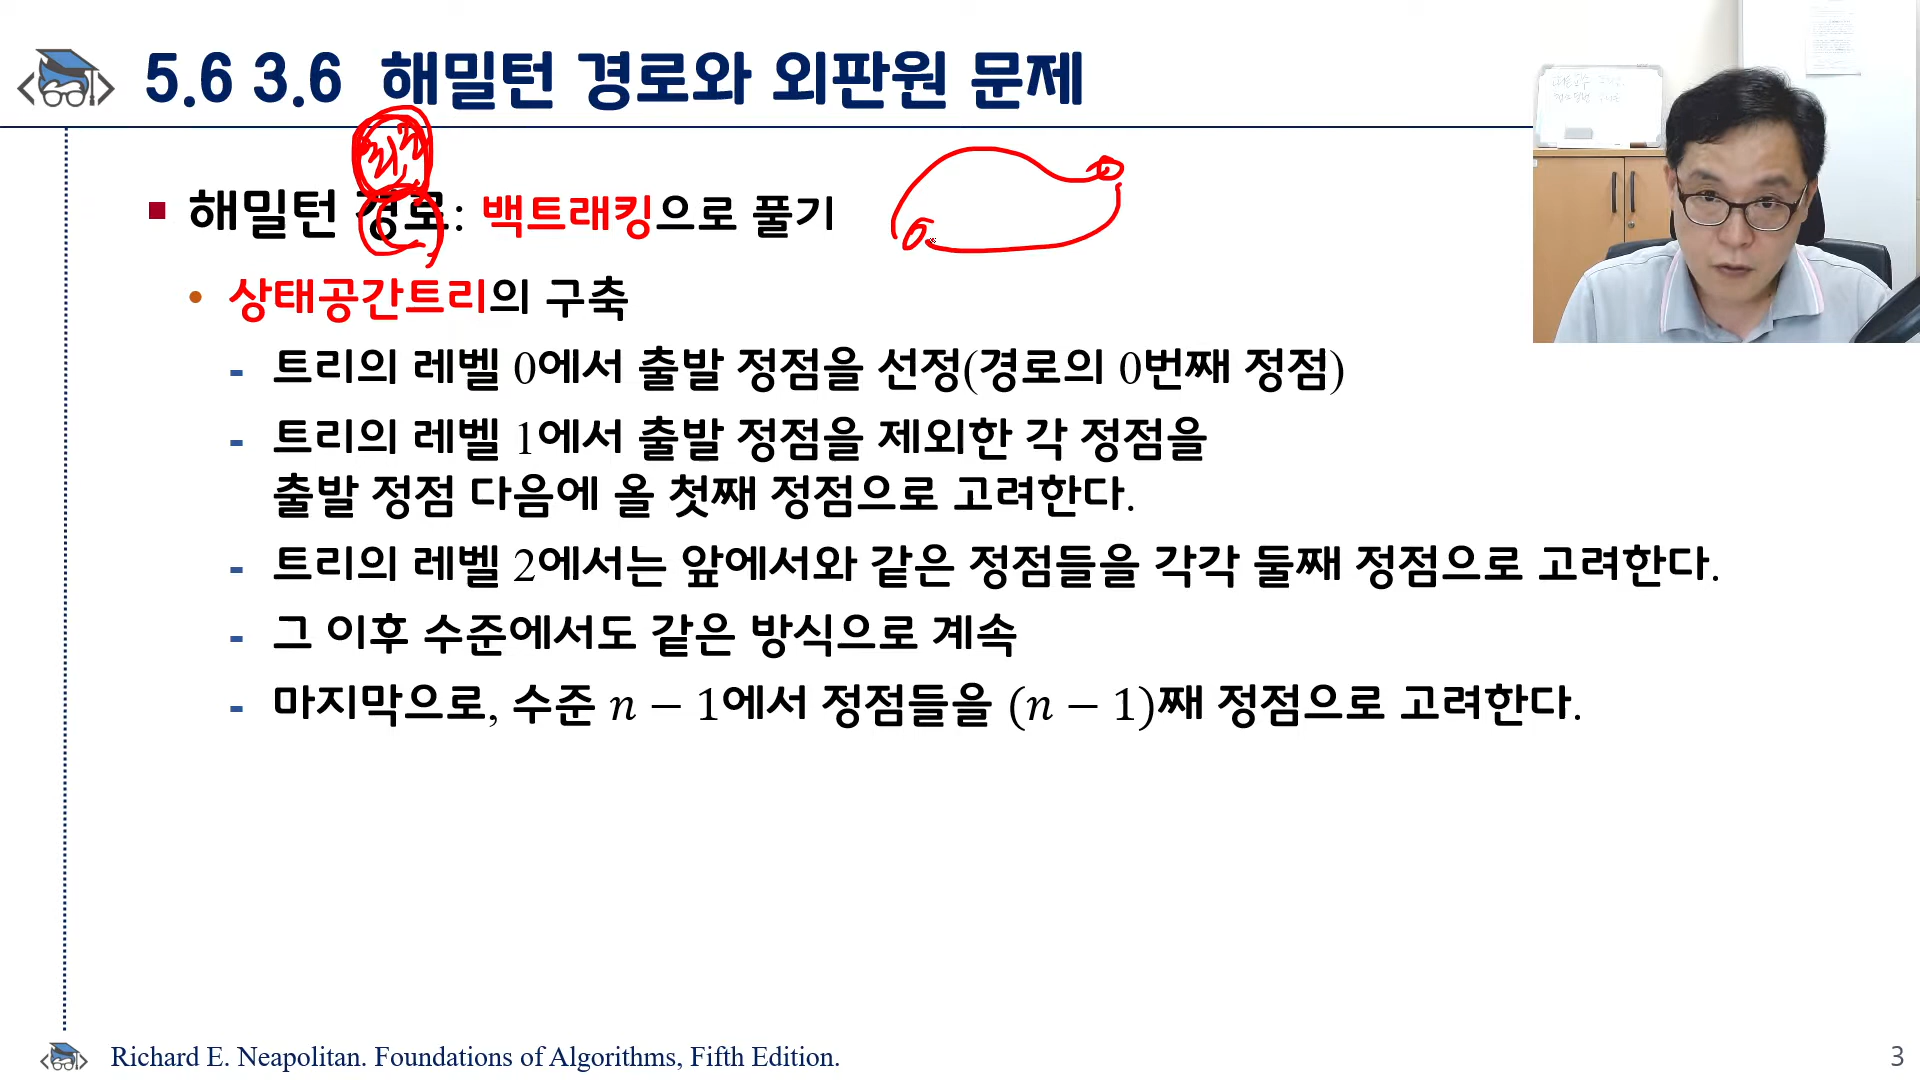 5.6 3.6 해밀턴 경로와 외판원 문제
해밀턴 경로: 백트래킹으로 풀기
상태공간트리의 구축
- 트리의 레벨 0에서 출발 정점을 선정(경로의 0번째 정점)
- 트리의 레벨 1에서 출발 정점을 제외한 각 정점을
출발 정점 다음에 올 첫째 정점으로 고려한다.
- 트리의 레벨 2에서는 앞에서와 같은 정점들을 각각 둘째 정점으로 고려한다.
- 그 이후 수준에서도 같은 방식으로 계속
- 마지막으로, 수준 n − 1에서 정점들을 (n − 1)째 정점으로 고려한다.
Richard E. Neapolitan. Foundations of Algorithms, Fifth Edition.
3